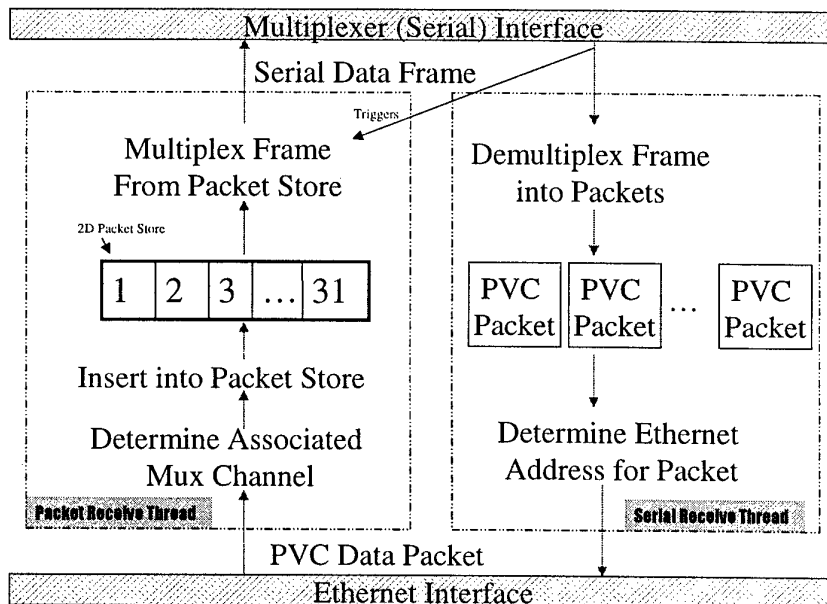 Multiplexer (Serial) Interface
Serial Data Frame
Triggers
Multiplex Frame
From Packet Store
2D Packet Store
1 2 3 ... 31
Insert into Packet Store
Determine Associated
Mux Channel
Packet Receive Thread
PVC Data Packet
Demultiplex Frame
into Packets
PVC
Packet
PVC
Packet
...
PVC
Packet
Determine Ethernet
Address for Packet
Serial Receive Thread
Ethernet Interface